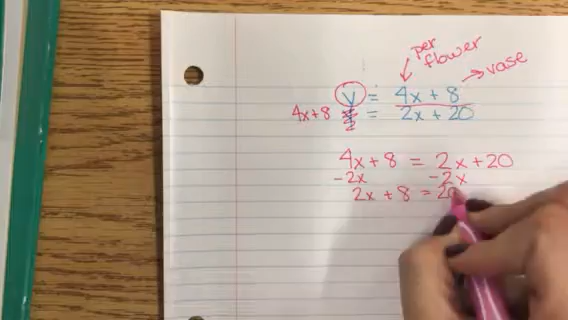 per
flower
vase
y = 4x + 8
4x+8 = 2x + 20
4x + 8 = 2x + 20
-2x -2x
2x + 8 = 20